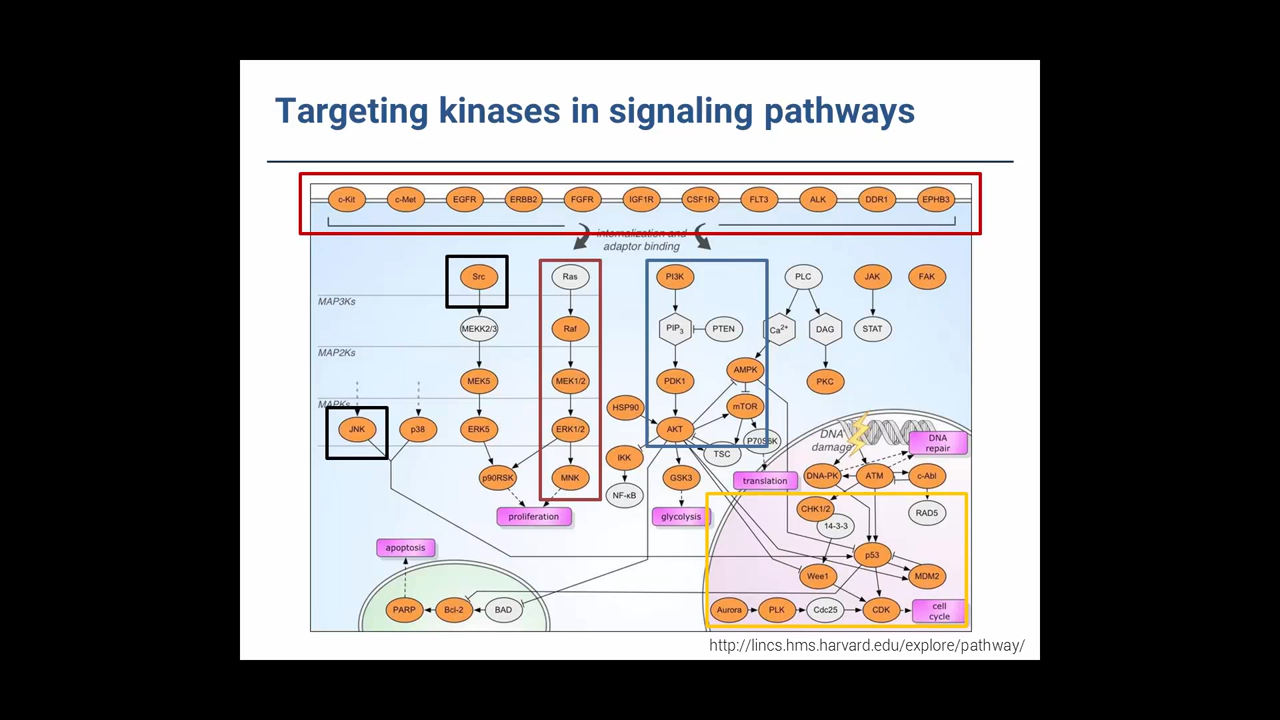 Targeting kinases in signaling pathways
c-Kit c-Met EGFR ERBB2 FGFR IGF1R CSF1R FLT3 ALK DDR1 EPHB3
internalization and
adaptor binding
Src Ras PI3K PLC JAK FAK
MAP3Ks
MEKK2/3 Raf PIP3 PTEN Ca2+ DAG STAT
MAP2Ks
AMPK
MEK5 MEK1/2 PDK1 PKC
MAPKs
HSP90 mTOR
JNK p38 ERK5 ERK1/2 AKT
DNA
damage
DNA
repair
P70S6K
IKK TSC
p90RSK MNK GSK3 translation DNA-PK ATM c-Abl
NF-κB
CHK1/2
RAD5
proliferation glycolysis
14-3-3
apoptosis
p53
Wee1 MDM2
PARP Bcl-2 BAD Aurora PLK Cdc25 CDK
cell
cycle
http://lincs.hms.harvard.edu/explore/pathway/